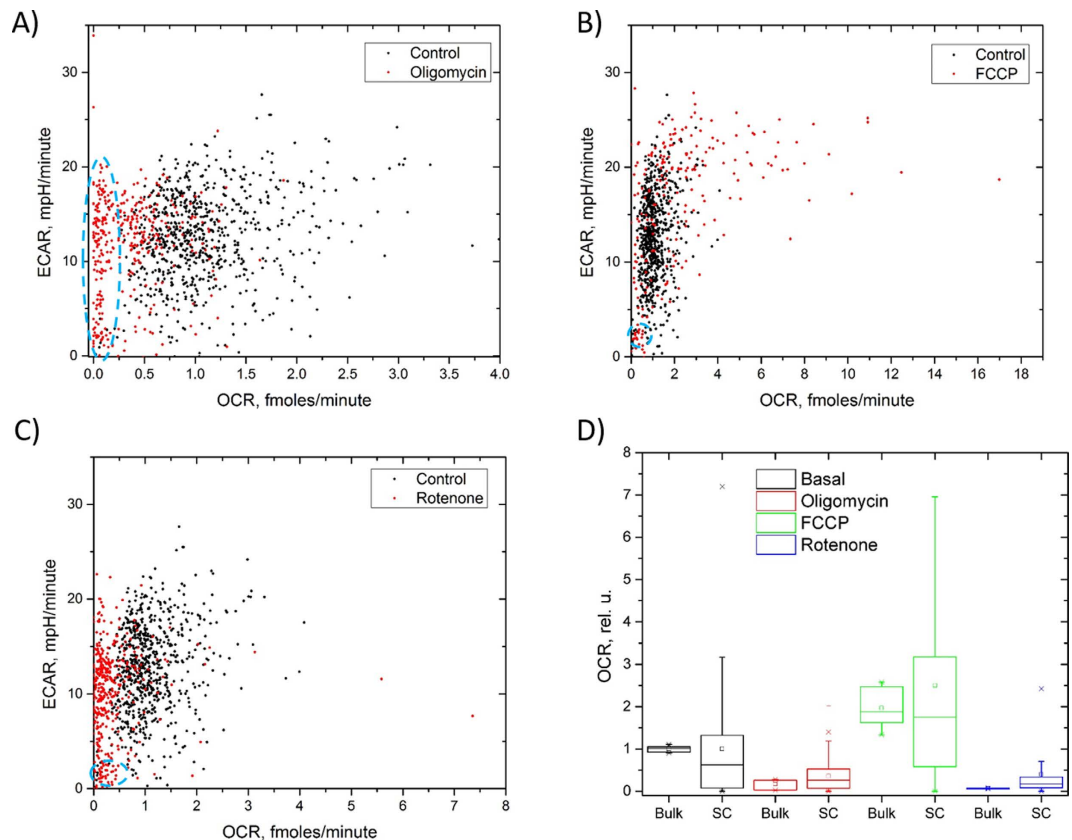 A)
Control
Oligomycin
30
20
10
0
ECAR, mpH/minute
0.0 0.5 1.0 1.5 2.0 2.5 3.0 3.5 4.0
OCR, fmoles/minute
B)
Control
FCCP
30
20
10
0
ECAR, mpH/minute
0 2 4 6 8 10 12 14 16 18
OCR, fmoles/minute
C)
Control
Rotenone
30
20
10
0
ECAR, mpH/minute
0 1 2 3 4 5 6 7 8
OCR, fmoles/minute
D)
Basal
Oligomycin
FCCP
Rotenone
8
7
6
5
4
3
2
1
0
OCR, rel. u.
Bulk SC Bulk SC Bulk SC Bulk SC